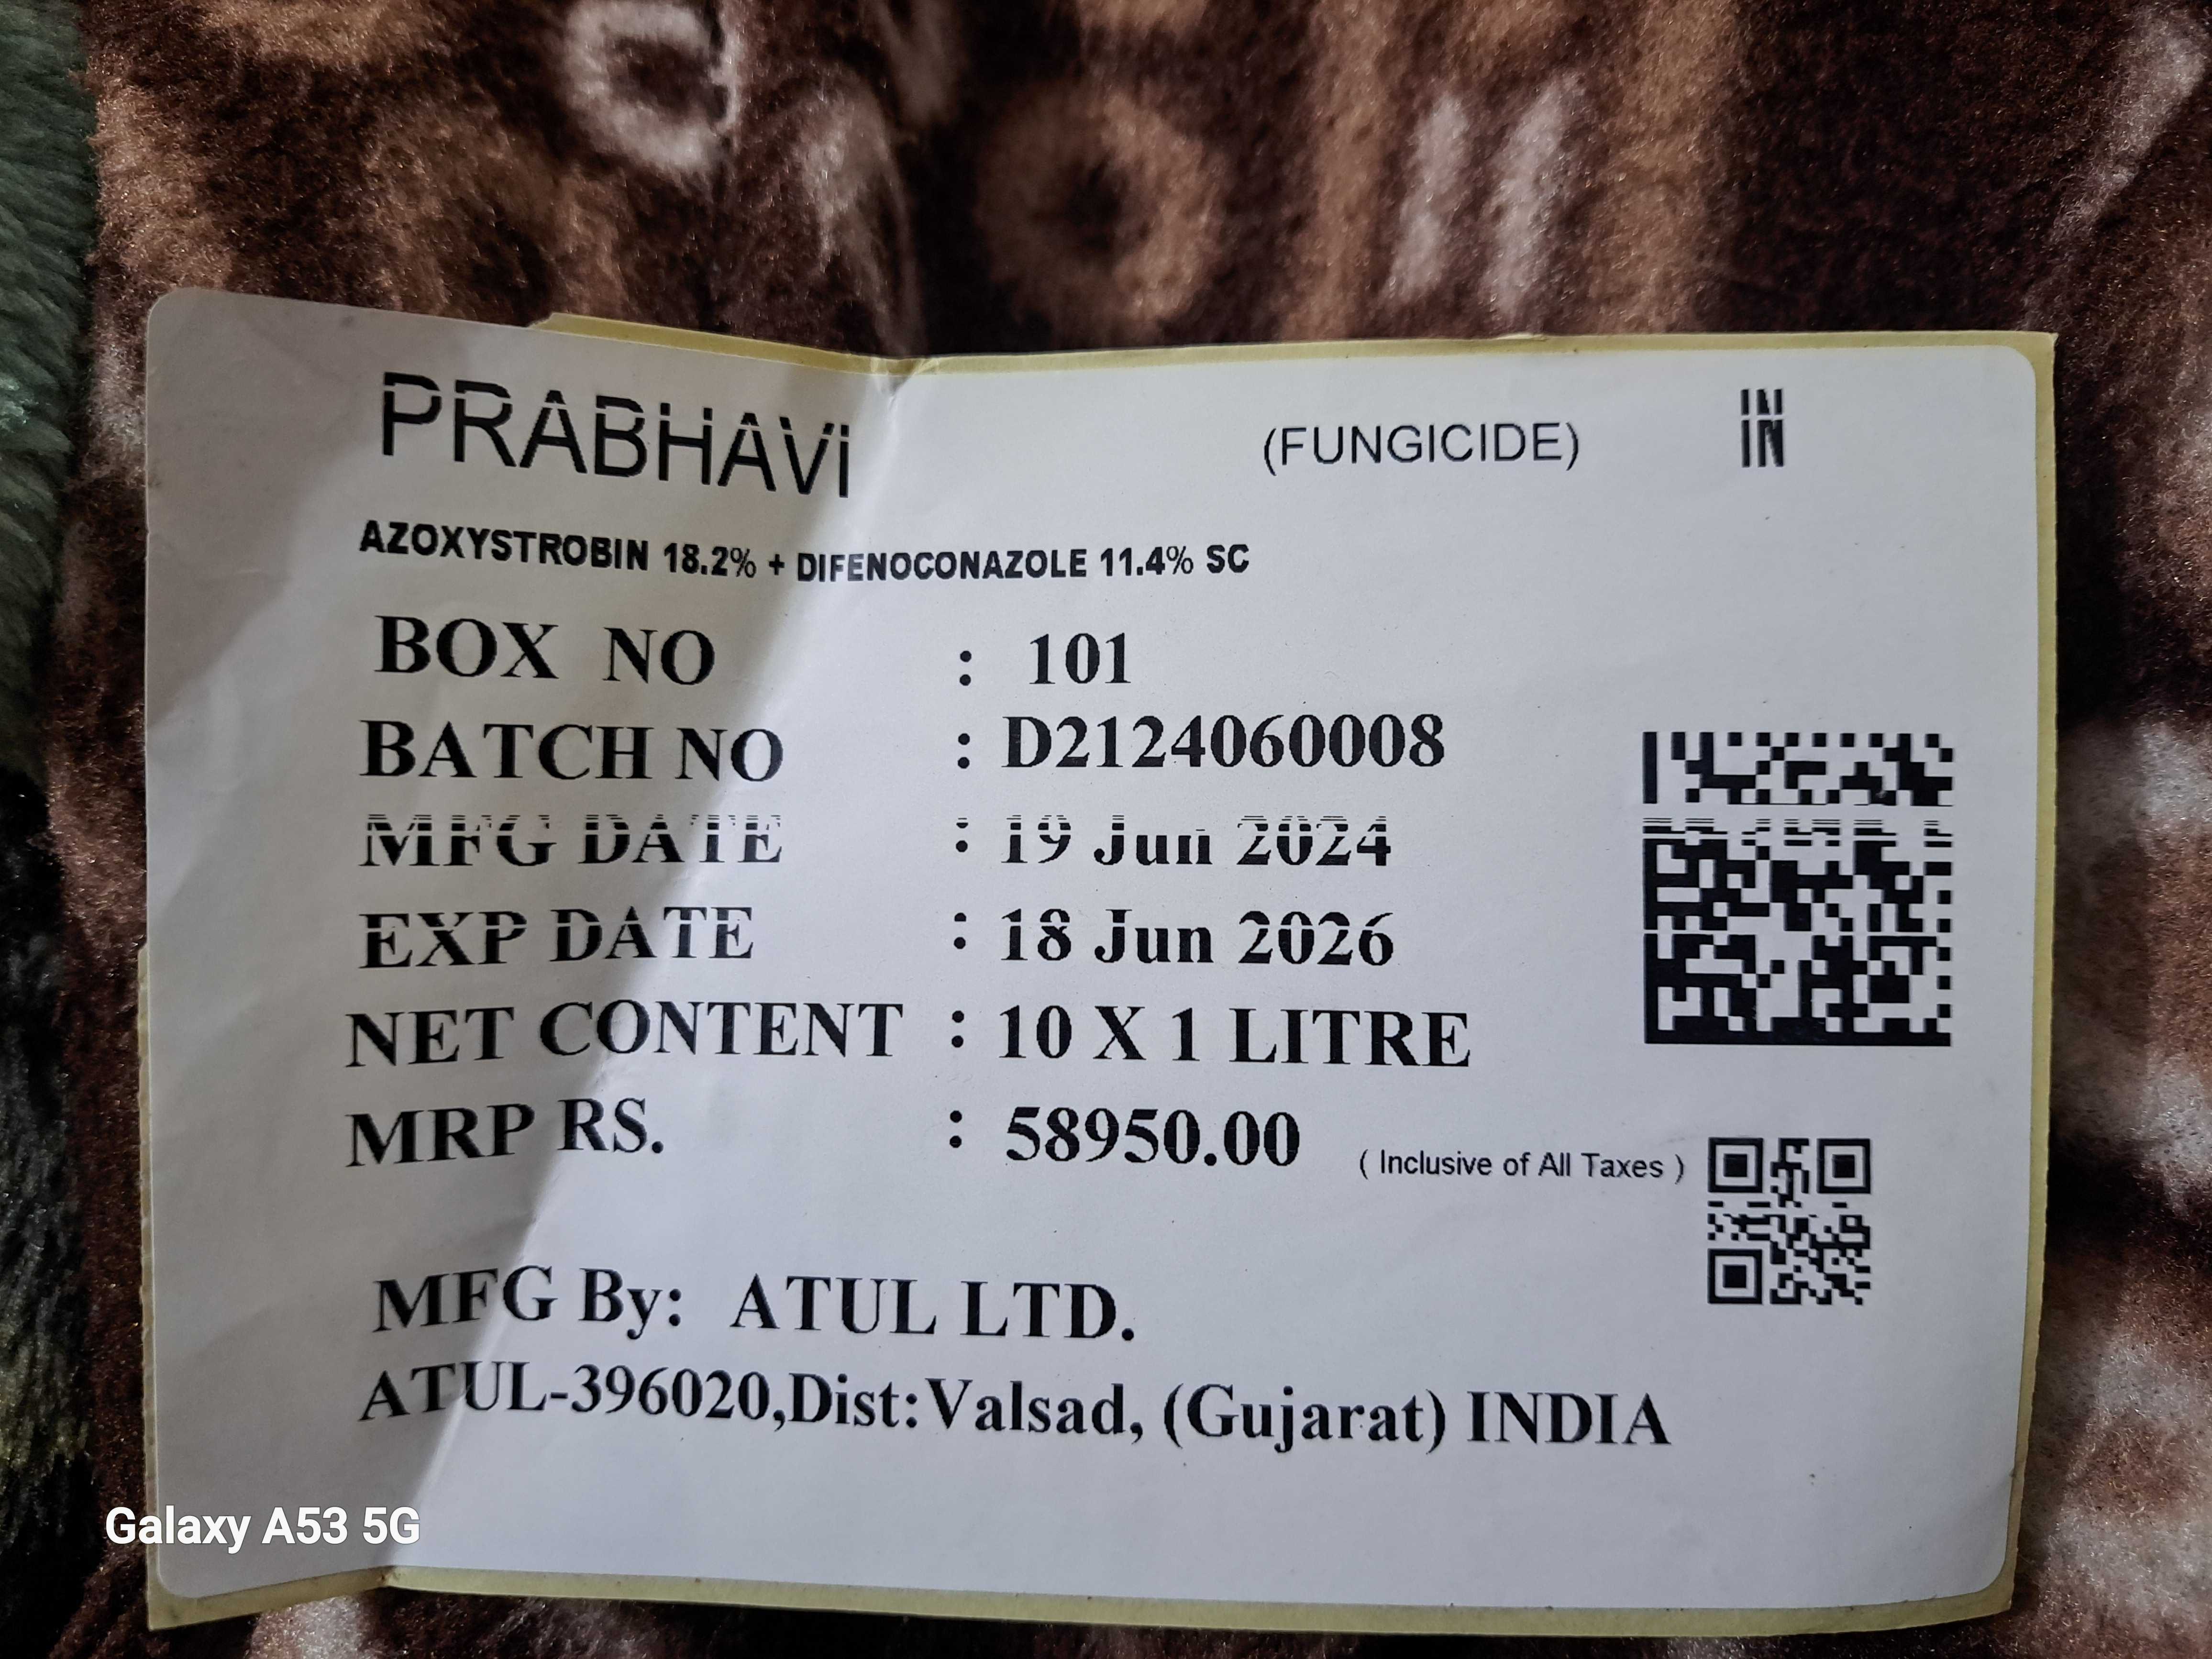 PRABHAVI (FUNGICIDE) IN
AZOXYSTROBIN 18.2% + DIFENOCONAZOLE 11.4% SC
BOX NO : 101
BATCH NO : D2124060008
MFG DATE : 19 Jun 2024
EXP DATE : 18 Jun 2026
NET CONTENT : 10 X 1 LITRE
MRP RS. : 58950.00 ( Inclusive of All Taxes )
MFG By: ATUL LTD.
ATUL-396020,Dist:Valsad, (Gujarat) INDIA
Galaxy A53 5G